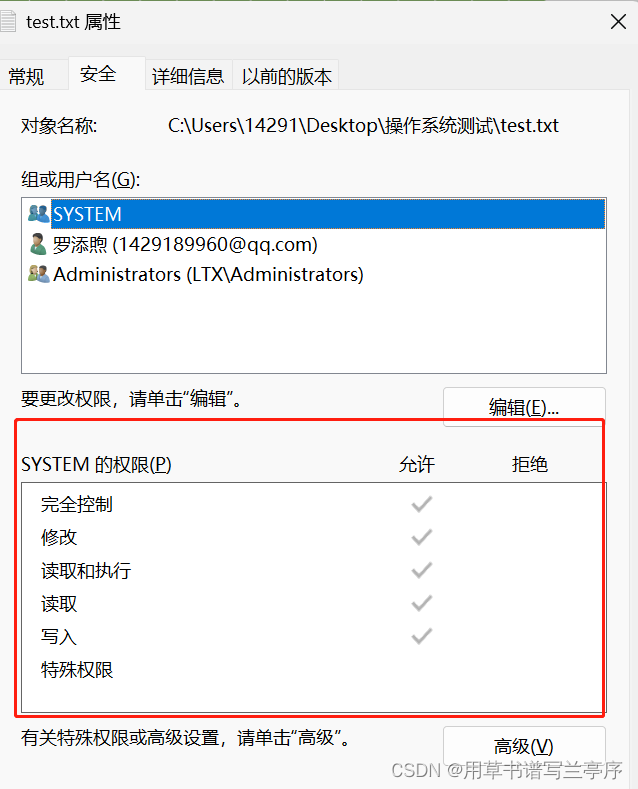 test.txt 属性
常规 安全 详细信息 以前的版本
对象名称: C:\Users\14291\Desktop\操作系统测试\test.txt
组或用户名(G):
SYSTEM
罗添煦 (1429189960@qq.com)
Administrators (LTX\Administrators)
要更改权限，请单击“编辑”。
编辑(E)...
SYSTEM 的权限(P) 允许 拒绝
完全控制
修改
读取和执行
读取
写入
特殊权限
有关特殊权限或高级设置，请单击“高级”。
高级(V)
CSDN @用草书谱写兰亭序